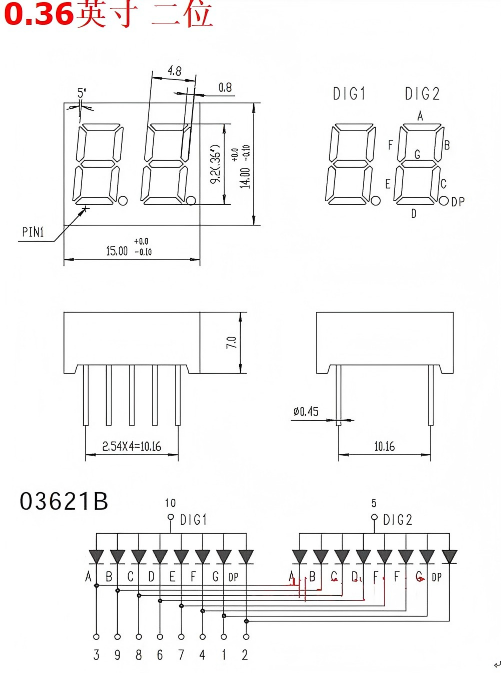 0.36英寸 二位
4.8
5°
0.8
DIG1 DIG2
A
F B
G
E C
DP
D
9.2(.36")
+0.0
14.00 -0.10
PIN1
+0.0
15.00 -0.10
7.0
Ø0.45
2.54X4=10.16
10.16
03621B
10 5
DIG1 DIG2
A B C D E F G DP A B C D F F G DP
3 9 8 6 7 4 1 2